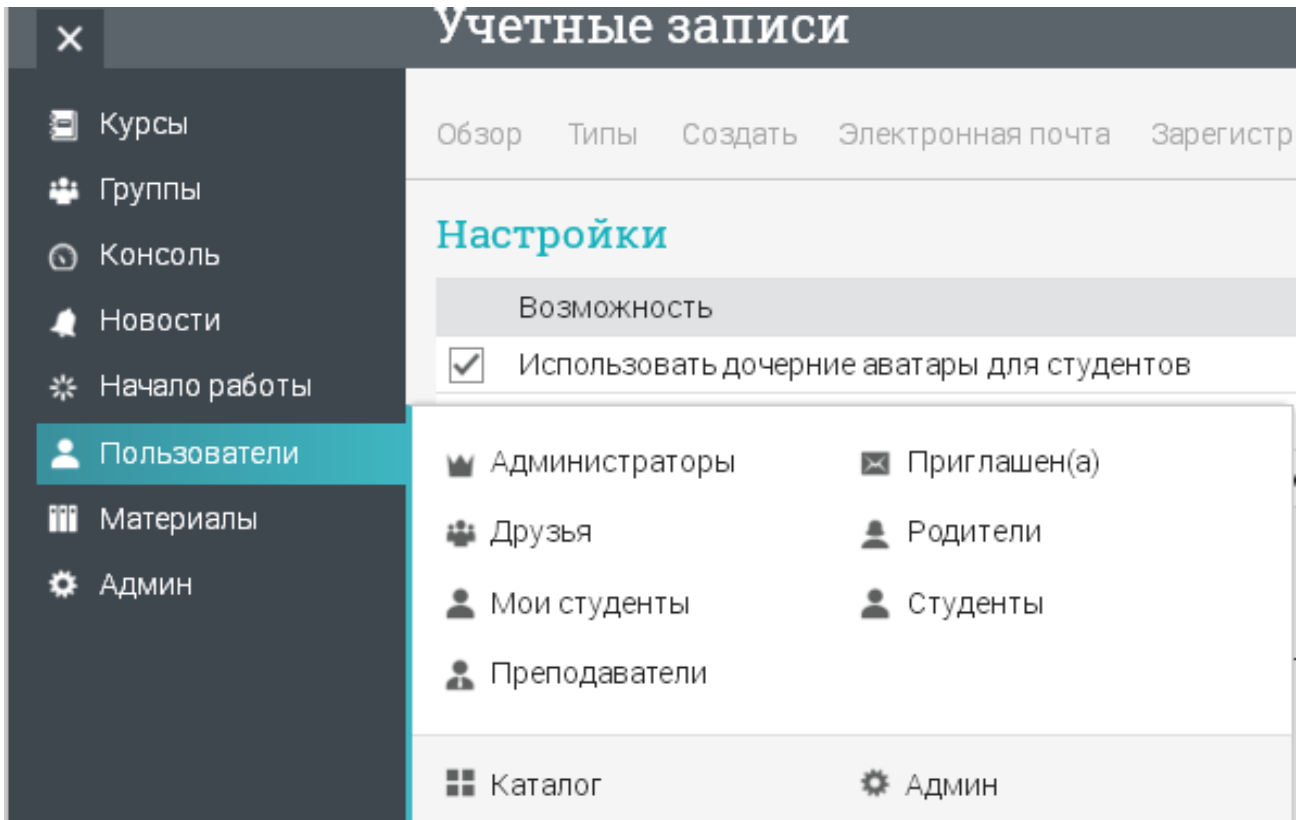 Учетные записи
Курсы
Группы
Консоль
Новости
Начало работы
Пользователи
Материалы
Админ
Обзор Типы Создать Электронная почта Зарегистр
Настройки
Возможность
Использовать дочерние аватары для студентов
Администраторы Приглашен(а)
Друзья Родители
Мои студенты Студенты
Преподаватели
Каталог Админ